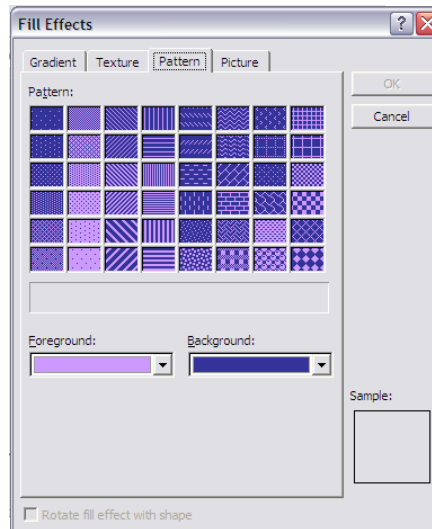 Fill Effects
Gradient Texture Pattern Picture
OK
Pattern:
Cancel
Foreground: Background:
Sample:
Rotate fill effect with shape